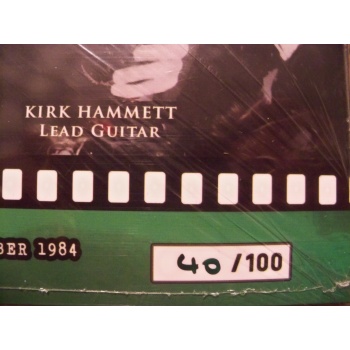 KIRK HAMMETT
LEAD GUITAR
BER 1984
40 /100